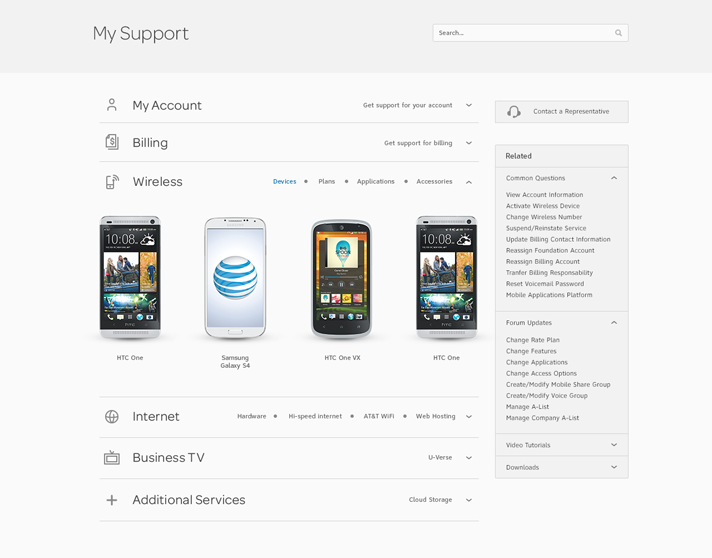 My Support
Search...
My Account
Get support for your account
Billing
Get support for billing
Wireless
Devices
Plans
Applications
Accessories
10:08
10:08
HTC One
Samsung
Galaxy S4
HTC One VX
HTC One
Internet
Hardware
Hi-speed internet
AT&T WiFi
Web Hosting
Business TV
U-Verse
Additional Services
Cloud Storage
Contact a Representative
Related
Common Questions
View Account Information
Activate Wireless Device
Change Wireless Number
Suspend/Reinstate Service
Update Billing Contact Information
Reassign Foundation Account
Reassign Billing Account
Tranfer Billing Responsability
Reset Voicemail Password
Mobile Applications Platform
Forum Updates
Change Rate Plan
Change Features
Change Applications
Change Access Options
Create/Modify Mobile Share Group
Create/Modify Voice Group
Manage A-List
Manage Company A-List
Video Tutorials
Downloads